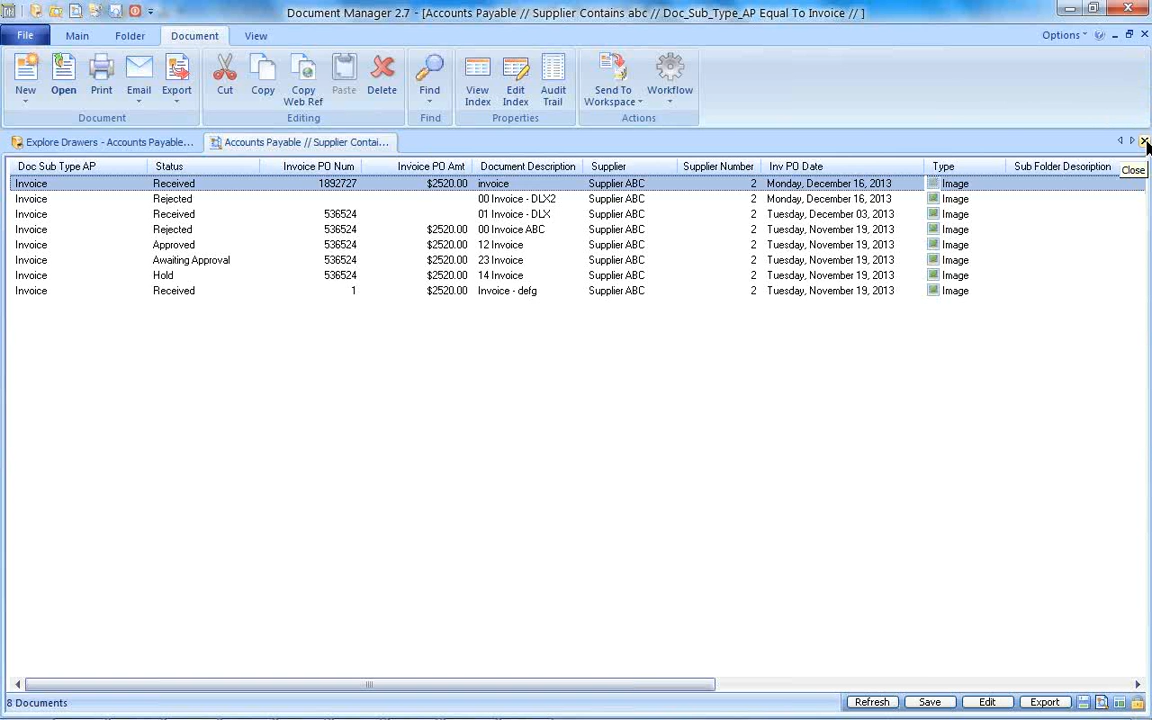 Document Manager 2.7 - [Accounts Payable // Supplier Contains abc // Doc_Sub_Type_AP Equal To Invoice // ]
File Main Folder Document View Options
New Open Print Email Export Cut Copy Copy Web Ref Paste Delete Find View Index Edit Index Audit Trail Send To Workspace Workflow
Document Editing Find Properties Actions
Explore Drawers - Accounts Payable... Accounts Payable // Supplier Contai...
Close
Doc Sub Type AP Status Invoice PO Num Invoice PO Amt Document Description Supplier Supplier Number Inv PO Date Type Sub Folder Description
Invoice Received 1892727 $2520.00 invoice Supplier ABC 2 Monday, December 16, 2013 Image
Invoice Rejected 00 Invoice - DLX2 Supplier ABC 2 Monday, December 16, 2013 Image
Invoice Received 536524 01 Invoice - DLX Supplier ABC 2 Tuesday, December 03, 2013 Image
Invoice Rejected 536524 $2520.00 00 Invoice ABC Supplier ABC 2 Tuesday, November 19, 2013 Image
Invoice Approved 536524 $2520.00 12 Invoice Supplier ABC 2 Tuesday, November 19, 2013 Image
Invoice Awaiting Approval 536524 $2520.00 23 Invoice Supplier ABC 2 Tuesday, November 19, 2013 Image
Invoice Hold 536524 $2520.00 14 Invoice Supplier ABC 2 Tuesday, November 19, 2013 Image
Invoice Received 1 $2520.00 Invoice - defg Supplier ABC 2 Tuesday, November 19, 2013 Image
8 Documents Refresh Save Edit Export